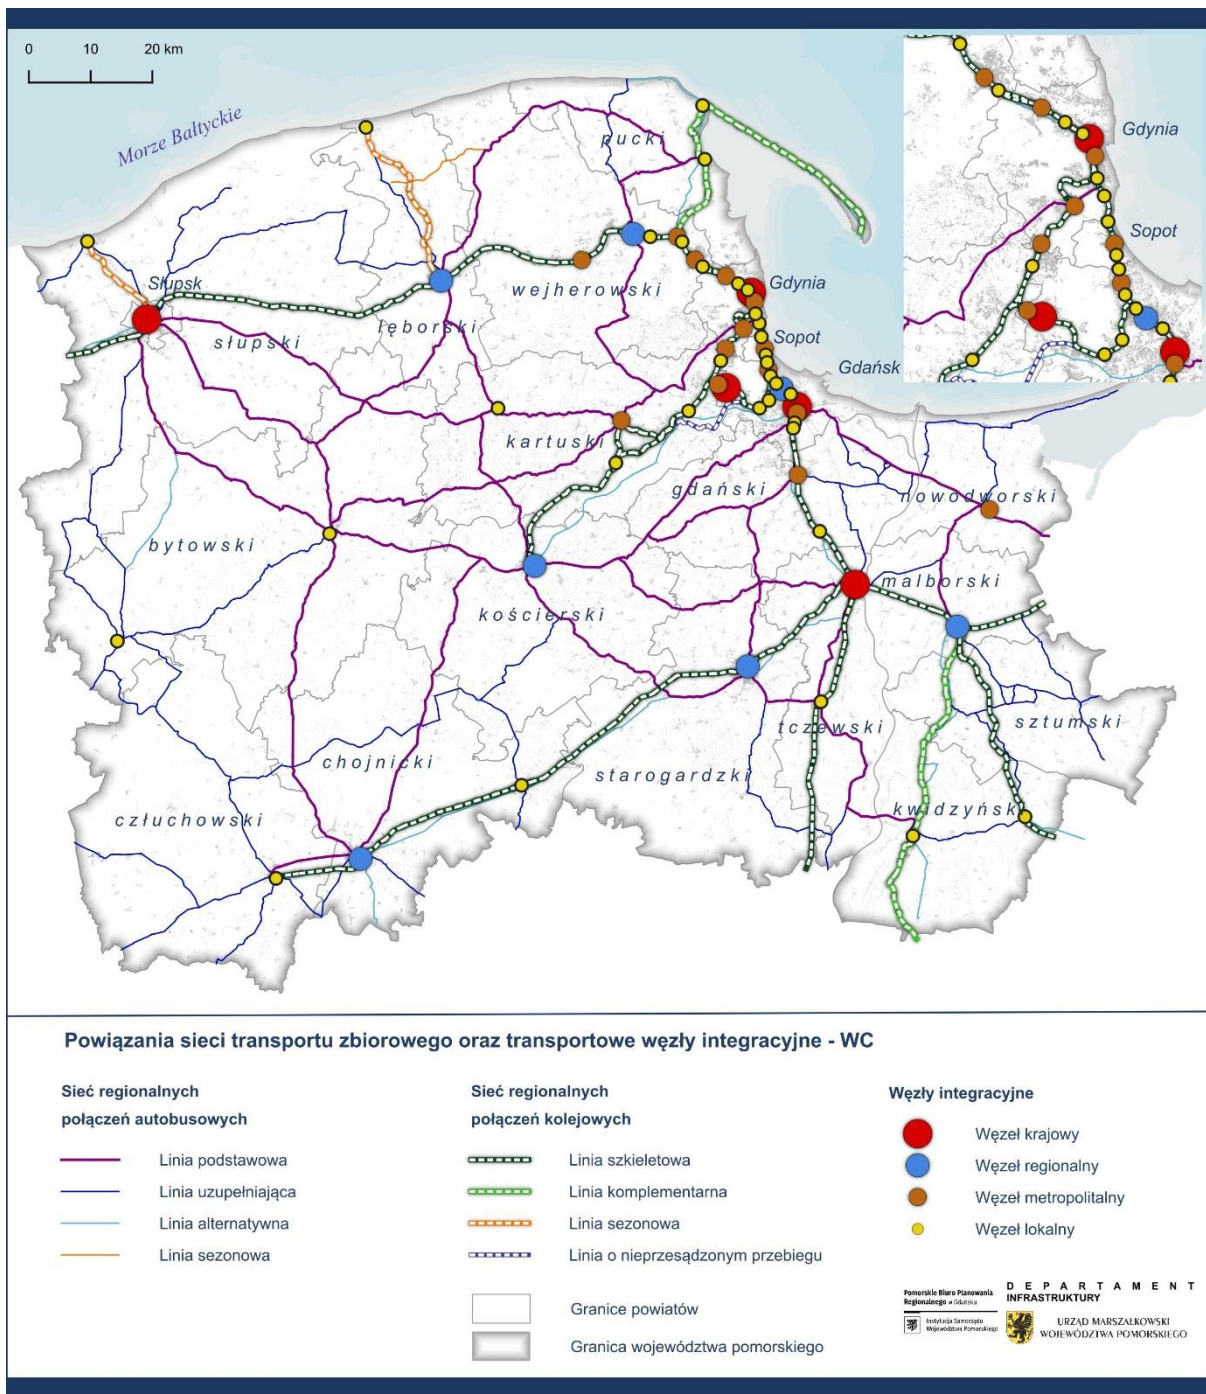 0 10 20 km
Morze Bałtyckie
pucki
Gdynia
Sopot
Słupsk
Gdynia
wejherowski
lęborski
słupski
Sopot
Gdańsk
kartuski
gdański
nowodworski
bytowski
malborski
kościerski
tczewski
sztumski
chojnicki
starogardzki
kwidzyński
człuchowski
Powiązania sieci transportu zbiorowego oraz transportowe węzły integracyjne - WC
Sieć regionalnych
połączeń autobusowych
Linia podstawowa
Linia uzupełniająca
Linia alternatywna
Linia sezonowa
Sieć regionalnych
połączeń kolejowych
Linia szkieletowa
Linia komplementarna
Linia sezonowa
Linia o nieprzesądzonym przebiegu
Granice powiatów
Granica województwa pomorskiego
Węzły integracyjne
Węzeł krajowy
Węzeł regionalny
Węzeł metropolitalny
Węzeł lokalny
Pomorskie Biuro Planowania
Regionalnego w Gdańsku
Instytucja Samorządu
Województwa Pomorskiego
DEPARTAMENT
INFRASTRUKTURY
URZĄD MARSZAŁKOWSKI
WOJEWÓDZTWA POMORSKIEGO